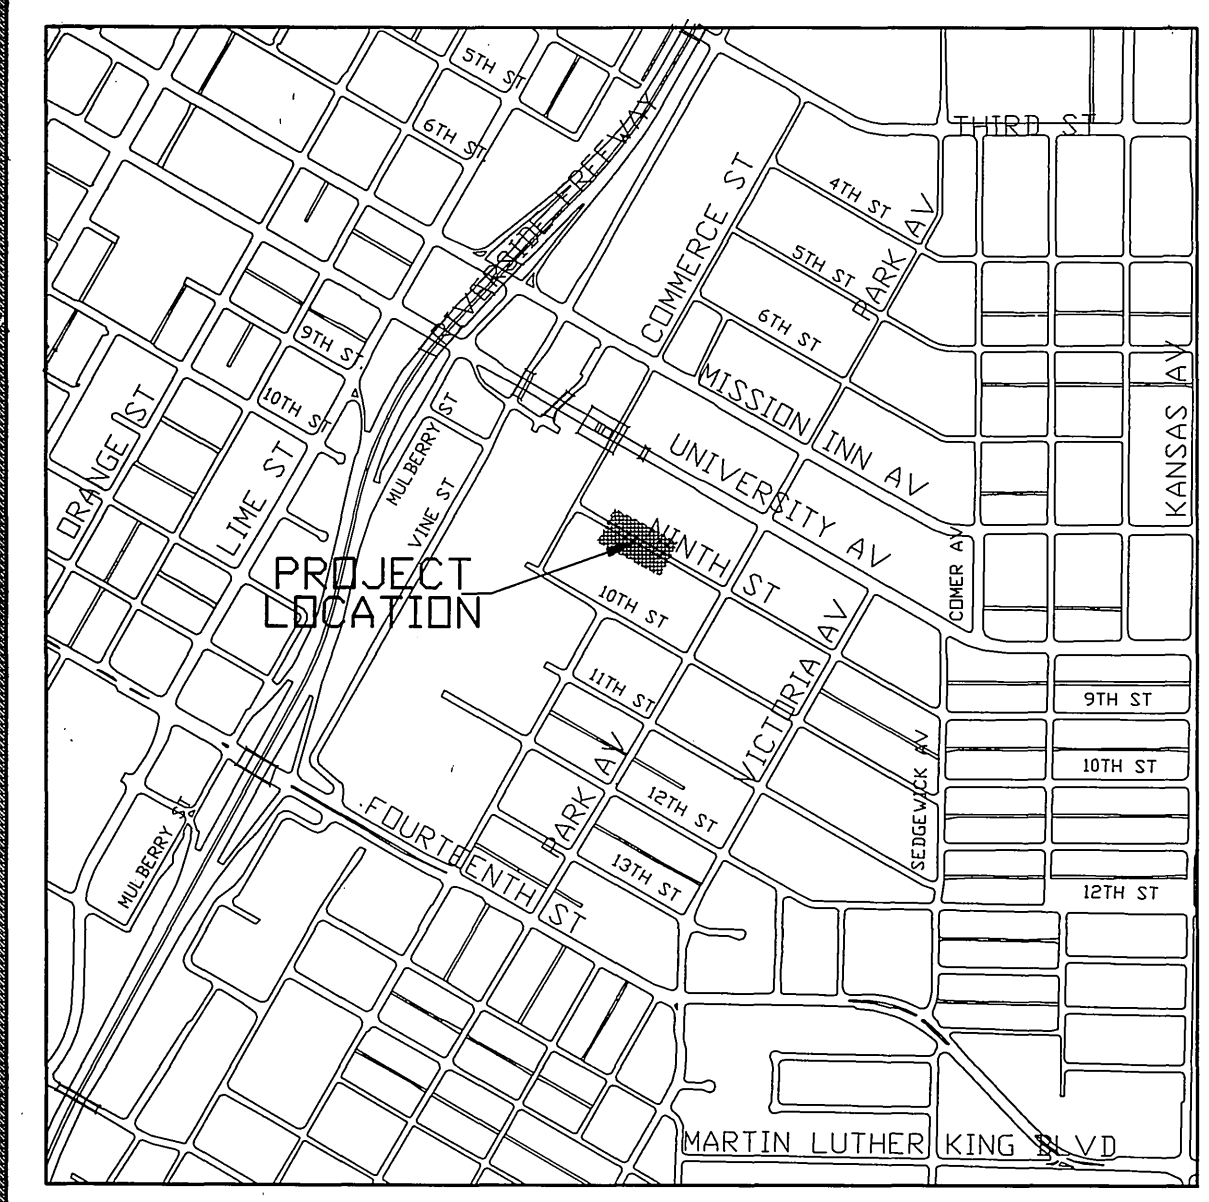 5TH ST
6TH ST
RIVERSIDE FREEWAY
THIRD ST
4TH ST
PARK AV
COMMERCE ST
5TH ST
6TH ST
9TH ST
10TH ST
MISSION INN AV
KANSAS AV
ORANGE ST
LIME ST
MULBERRY ST
VINE ST
UNIVERSITY AV
NINTH ST
COMER AV
PROJECT
LOCATION
10TH ST
VICTORIA AV
11TH ST
9TH ST
SEDGEWICK AV
PARK AV
10TH ST
12TH ST
FOURTEENTH ST
MULBERRY ST
13TH ST
12TH ST
MARTIN LUTHER KING BLVD